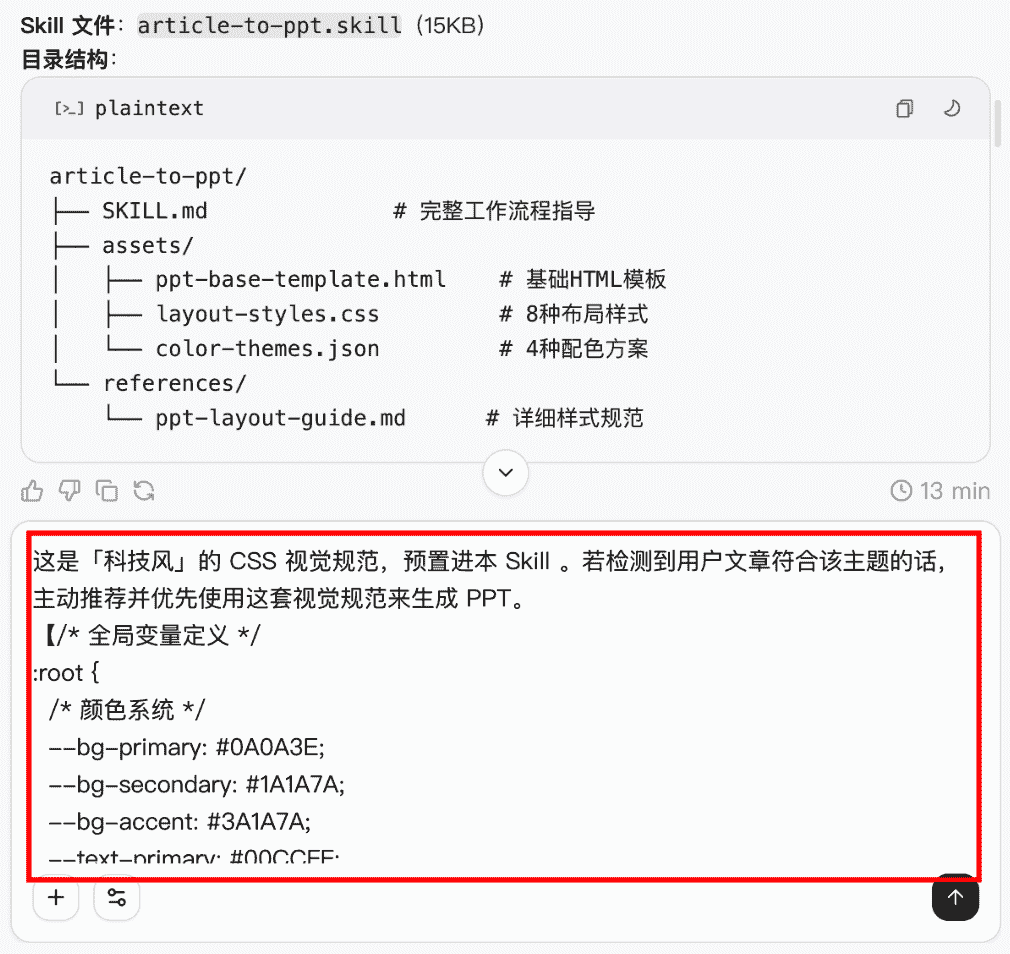 Skill 文件：article-to-ppt.skill（15KB）
目录结构：
[>_] plaintext
article-to-ppt/
├── SKILL.md # 完整工作流程指导
├── assets/
│ ├── ppt-base-template.html # 基础HTML模板
│ ├── layout-styles.css # 8种布局样式
│ └── color-themes.json # 4种配色方案
└── references/
└── ppt-layout-guide.md # 详细样式规范
13 min
这是「科技风」的 CSS 视觉规范，预置进本 Skill 。若检测到用户文章符合该主题的话，
主动推荐并优先使用这套视觉规范来生成 PPT。
【/* 全局变量定义 */
:root {
/* 颜色系统 */
--bg-primary: #0A0A3E;
--bg-secondary: #1A1A7A;
--bg-accent: #3A1A7A;
--text-primary: #00CCFF;